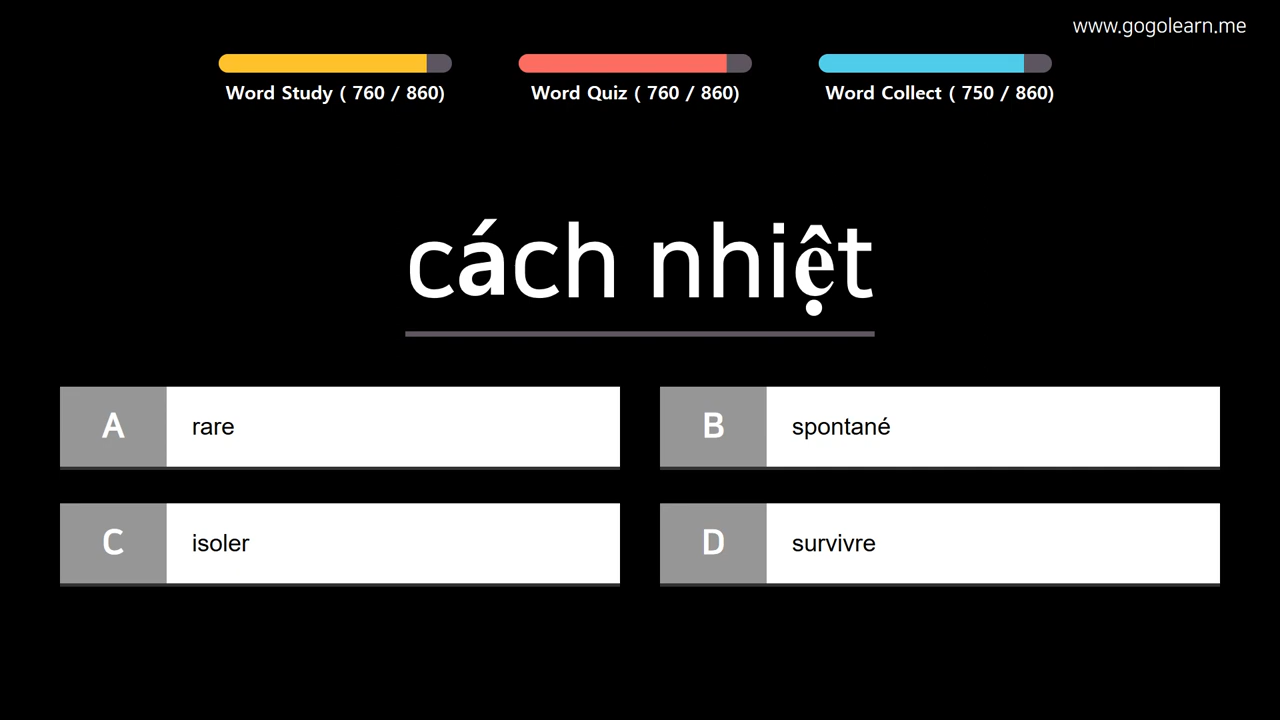 www.gogolearn.me
Word Study ( 760 / 860)
Word Quiz ( 760 / 860)
Word Collect ( 750 / 860)
cách nhiệt
A rare
B spontané
C isoler
D survivre